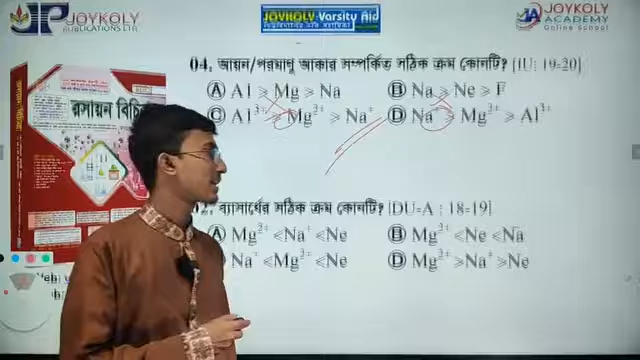 JP JOYKOLY
PUBLICATIONS LTD.
JOYKOLY Varsity Aid
JOYKOLY
ACADEMY
Online School
04. আয়ন/পরমাণু আকার সম্পর্কিত সঠিক ক্রম কোনটি? [IU: 19-20]
Ⓐ Al > Mg > Na Ⓑ Na > Ne > F
Ⓒ Al³⁺ > Mg²⁺ > Na⁺ Ⓓ Na⁺ > Mg²⁺ > Al³⁺
রসায়ন বিচি
ব্যাসার্ধের সঠিক ক্রম কোনটি? [DU-A : 18-19]
Ⓐ Mg²⁺ <Na⁺ <Ne Ⓑ Mg²⁺ <Ne <Na
Na⁺ <Mg²⁺ <Ne Ⓓ Mg²⁺ >Na⁺ >Ne